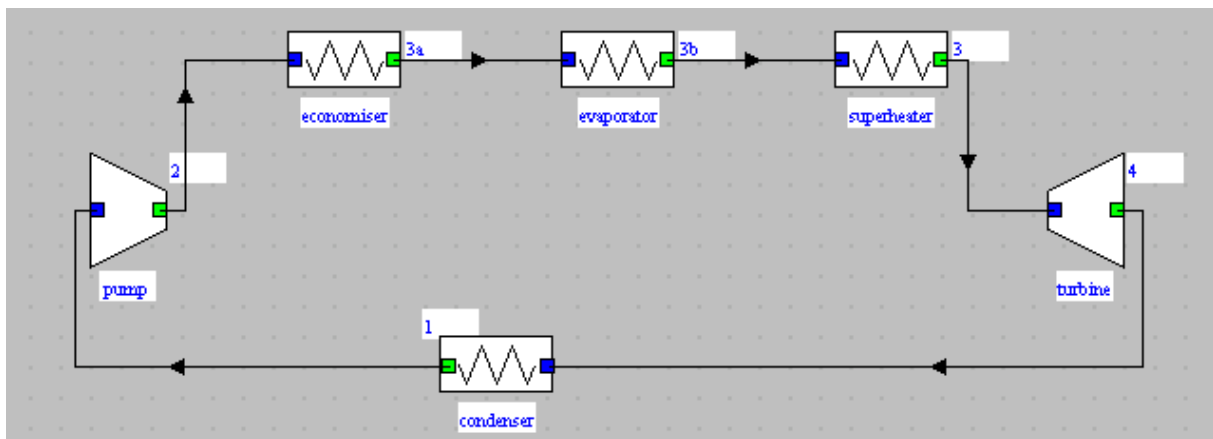 3a
3b
3
economiser
evaporator
superheater
2
4
pump
turbine
1
condenser